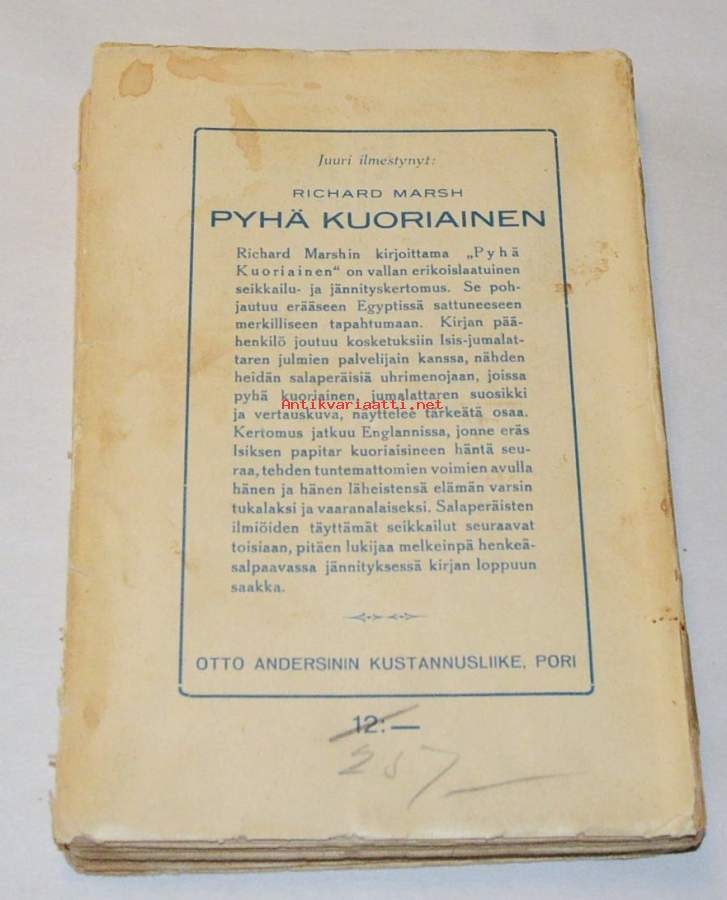 Juuri ilmestynyt:
RICHARD MARSH
PYHÄ KUORIAINEN
Richard Marshin kirjoittama „Pyhä
Kuoriainen" on vallan erikoislaatuinen
seikkailu- ja jännityskertomus. Se poh-
jautuu erääseen Egyptissä sattuneeseen
merkilliseen tapahtumaan. Kirjan pää-
henkilö joutuu kosketuksiin Isis-jumalat-
taren julmien palvelijain kanssa, nähden
heidän salaperäisiä uhrimenojaan, joissa
pyhä kuoriainen, jumalattaren suosikki
Antikvariaatti.net
ja vertauskuva, näyttelee tärkeätä osaa.
Kertomus jatkuu Englannissa, jonne eräs
Isiksen papitar kuoriaisineen häntä seu-
raa, tehden tuntemattomien voimien avulla
hänen ja hänen läheistensä elämän varsin
tukalaksi ja vaaranalaiseksi. Salaperäisten
ilmiöiden täyttämät seikkailut seuraavat
toisiaan, pitäen lukijaa melkeinpä henkeä-
salpaavassa jännityksessä kirjan loppuun
saakka.
OTTO ANDERSININ KUSTANNUSLIIKE, PORI
12:—